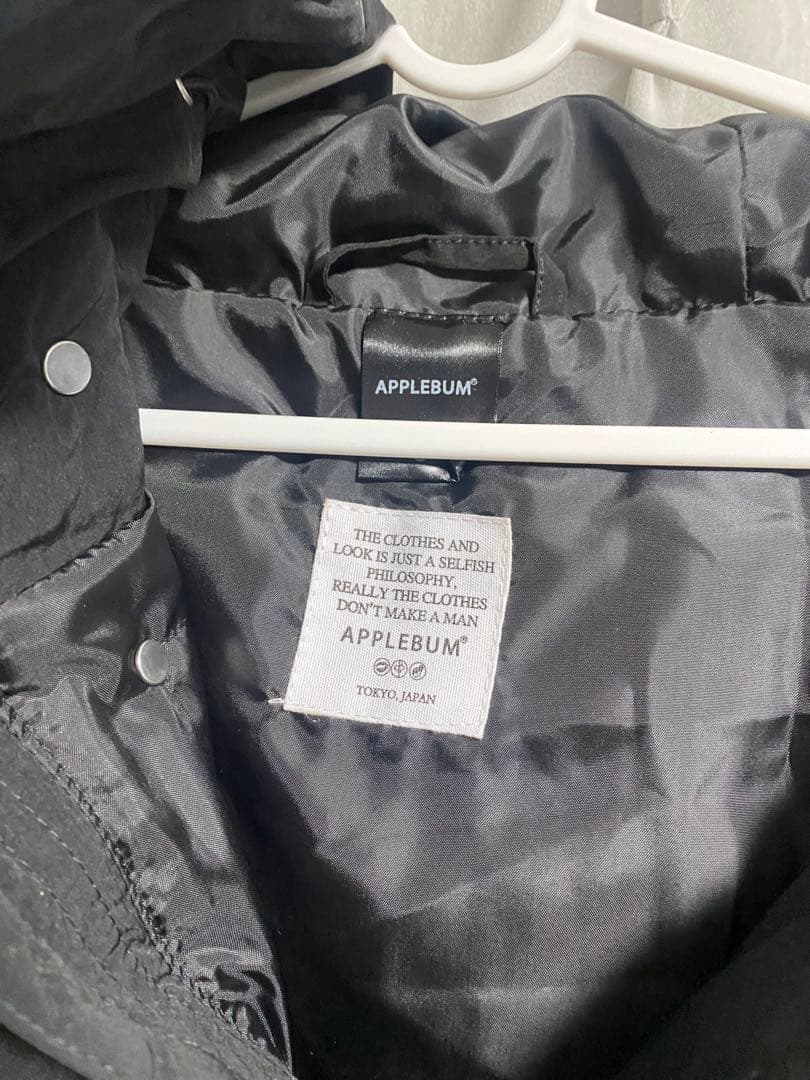 APPLEBUM®
THE CLOTHES AND
LOOK IS JUST A SELFISH
PHILOSOPHY,
REALLY THE CLOTHES
DON'T MAKE A MAN
APPLEBUM®
TOKYO, JAPAN